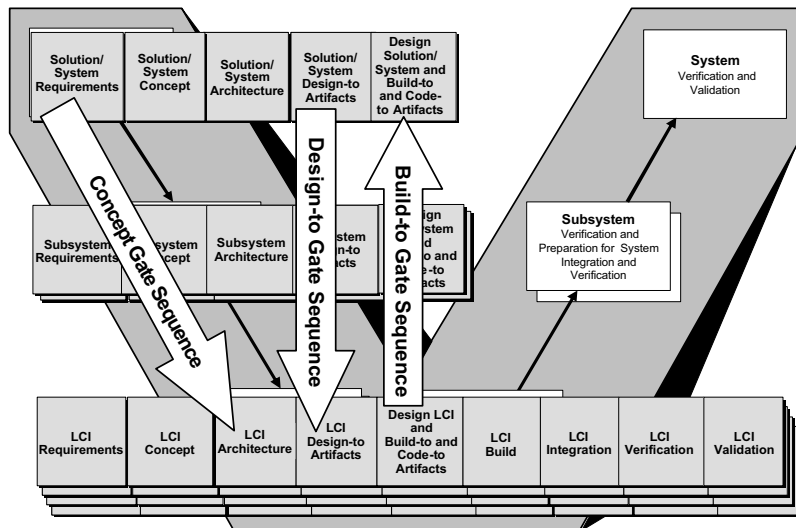 Solution/
System
Requirements
Solution/
System
Concept
Solution/
System
Architecture
Solution/
System
Design-to
Artifacts
Design
Solution/
System and
Build-to
and Code-
to Artifacts
System
Verification and
Validation
Concept Gate Sequence
Design-to Gate Sequence
Build-to Gate Sequence
Subsystem
Requirements
Concept
Subsystem
Architecture
Design
Subsystem
Verification and
Preparation for System
Integration and
Verification
LCI
Requirements
LCI
Concept
LCI
Architecture
LCI
Design-to
Artifacts
Design LCI
and
Build-to and
Code-to
Artifacts
LCI
Build
LCI
Integration
LCI
Verification
LCI
Validation